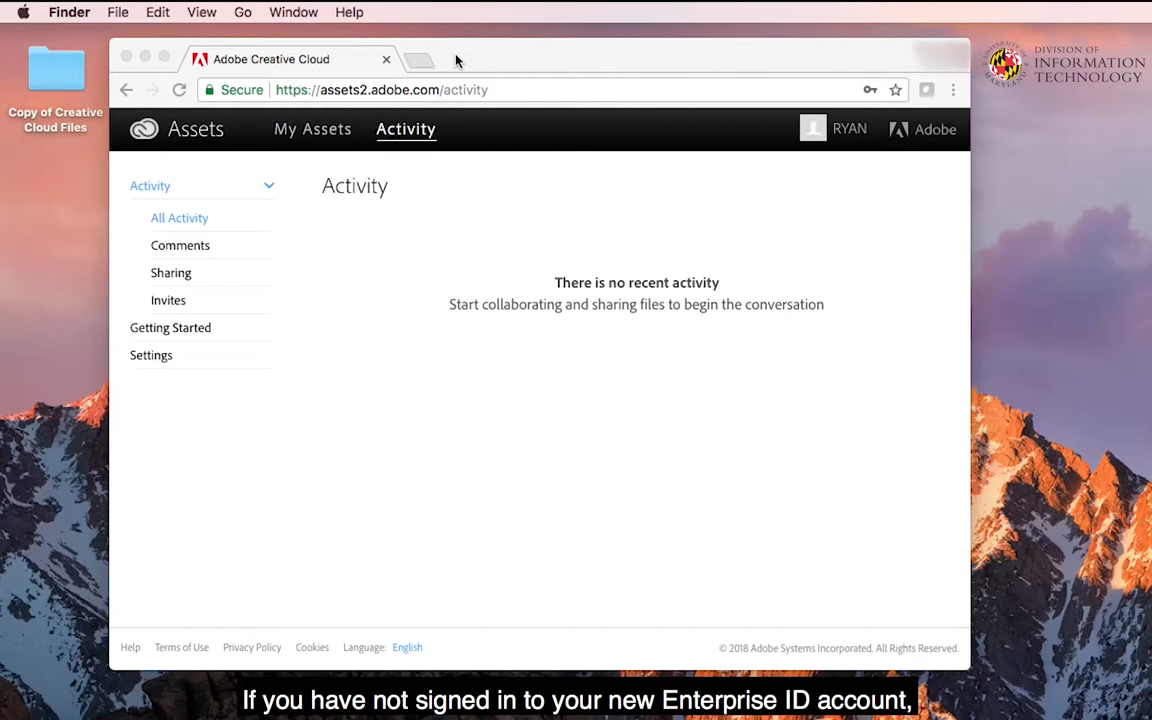 Finder File Edit View Go Window Help
Copy of Creative
Cloud Files
DIVISION OF
INFORMATION
TECHNOLOGY
Adobe Creative Cloud
Secure https://assets2.adobe.com/activity
Assets My Assets Activity RYAN Adobe
Activity
All Activity
Comments
Sharing
Invites
Getting Started
Settings
Activity
There is no recent activity
Start collaborating and sharing files to begin the conversation
Help Terms of Use Privacy Policy Cookies Language: English © 2018 Adobe Systems Incorporated. All Rights Reserved.
If you have not signed in to your new Enterprise ID account,